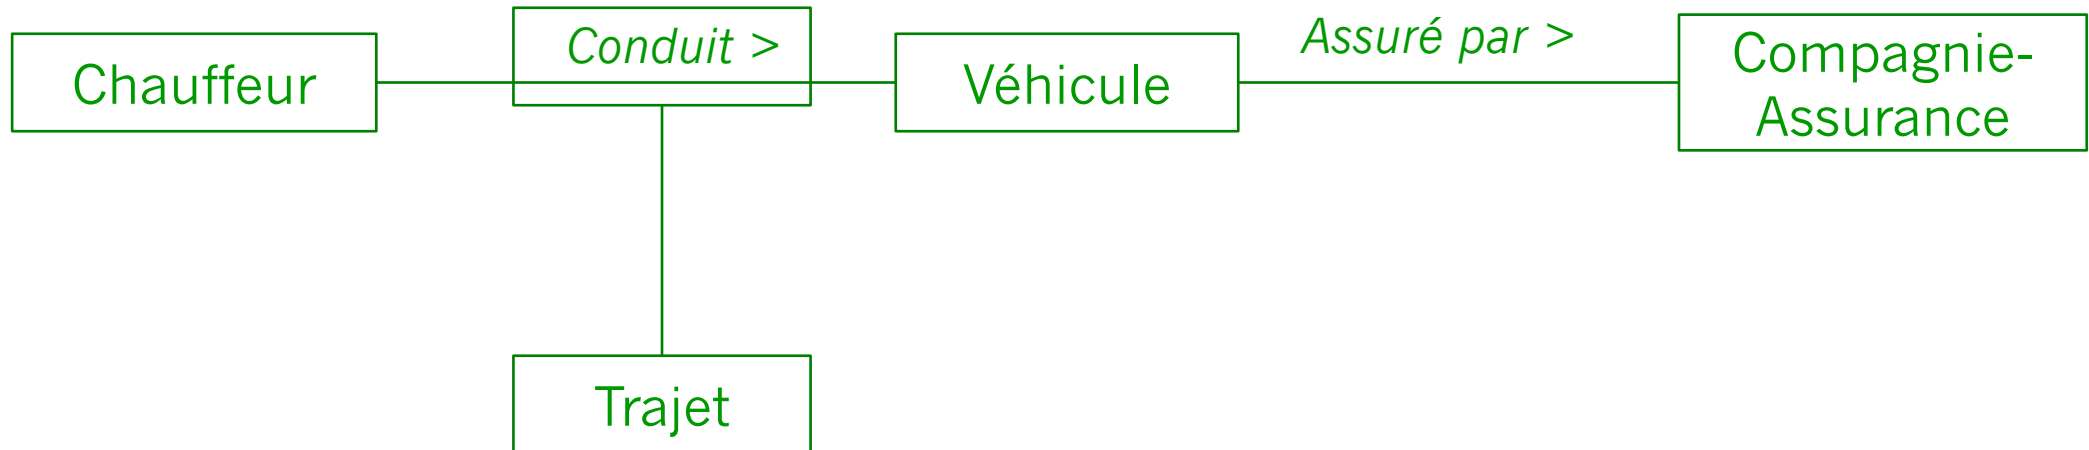 Chauffeur
Conduit >
Véhicule
Assuré par >
Compagnie-
Assurance
Trajet